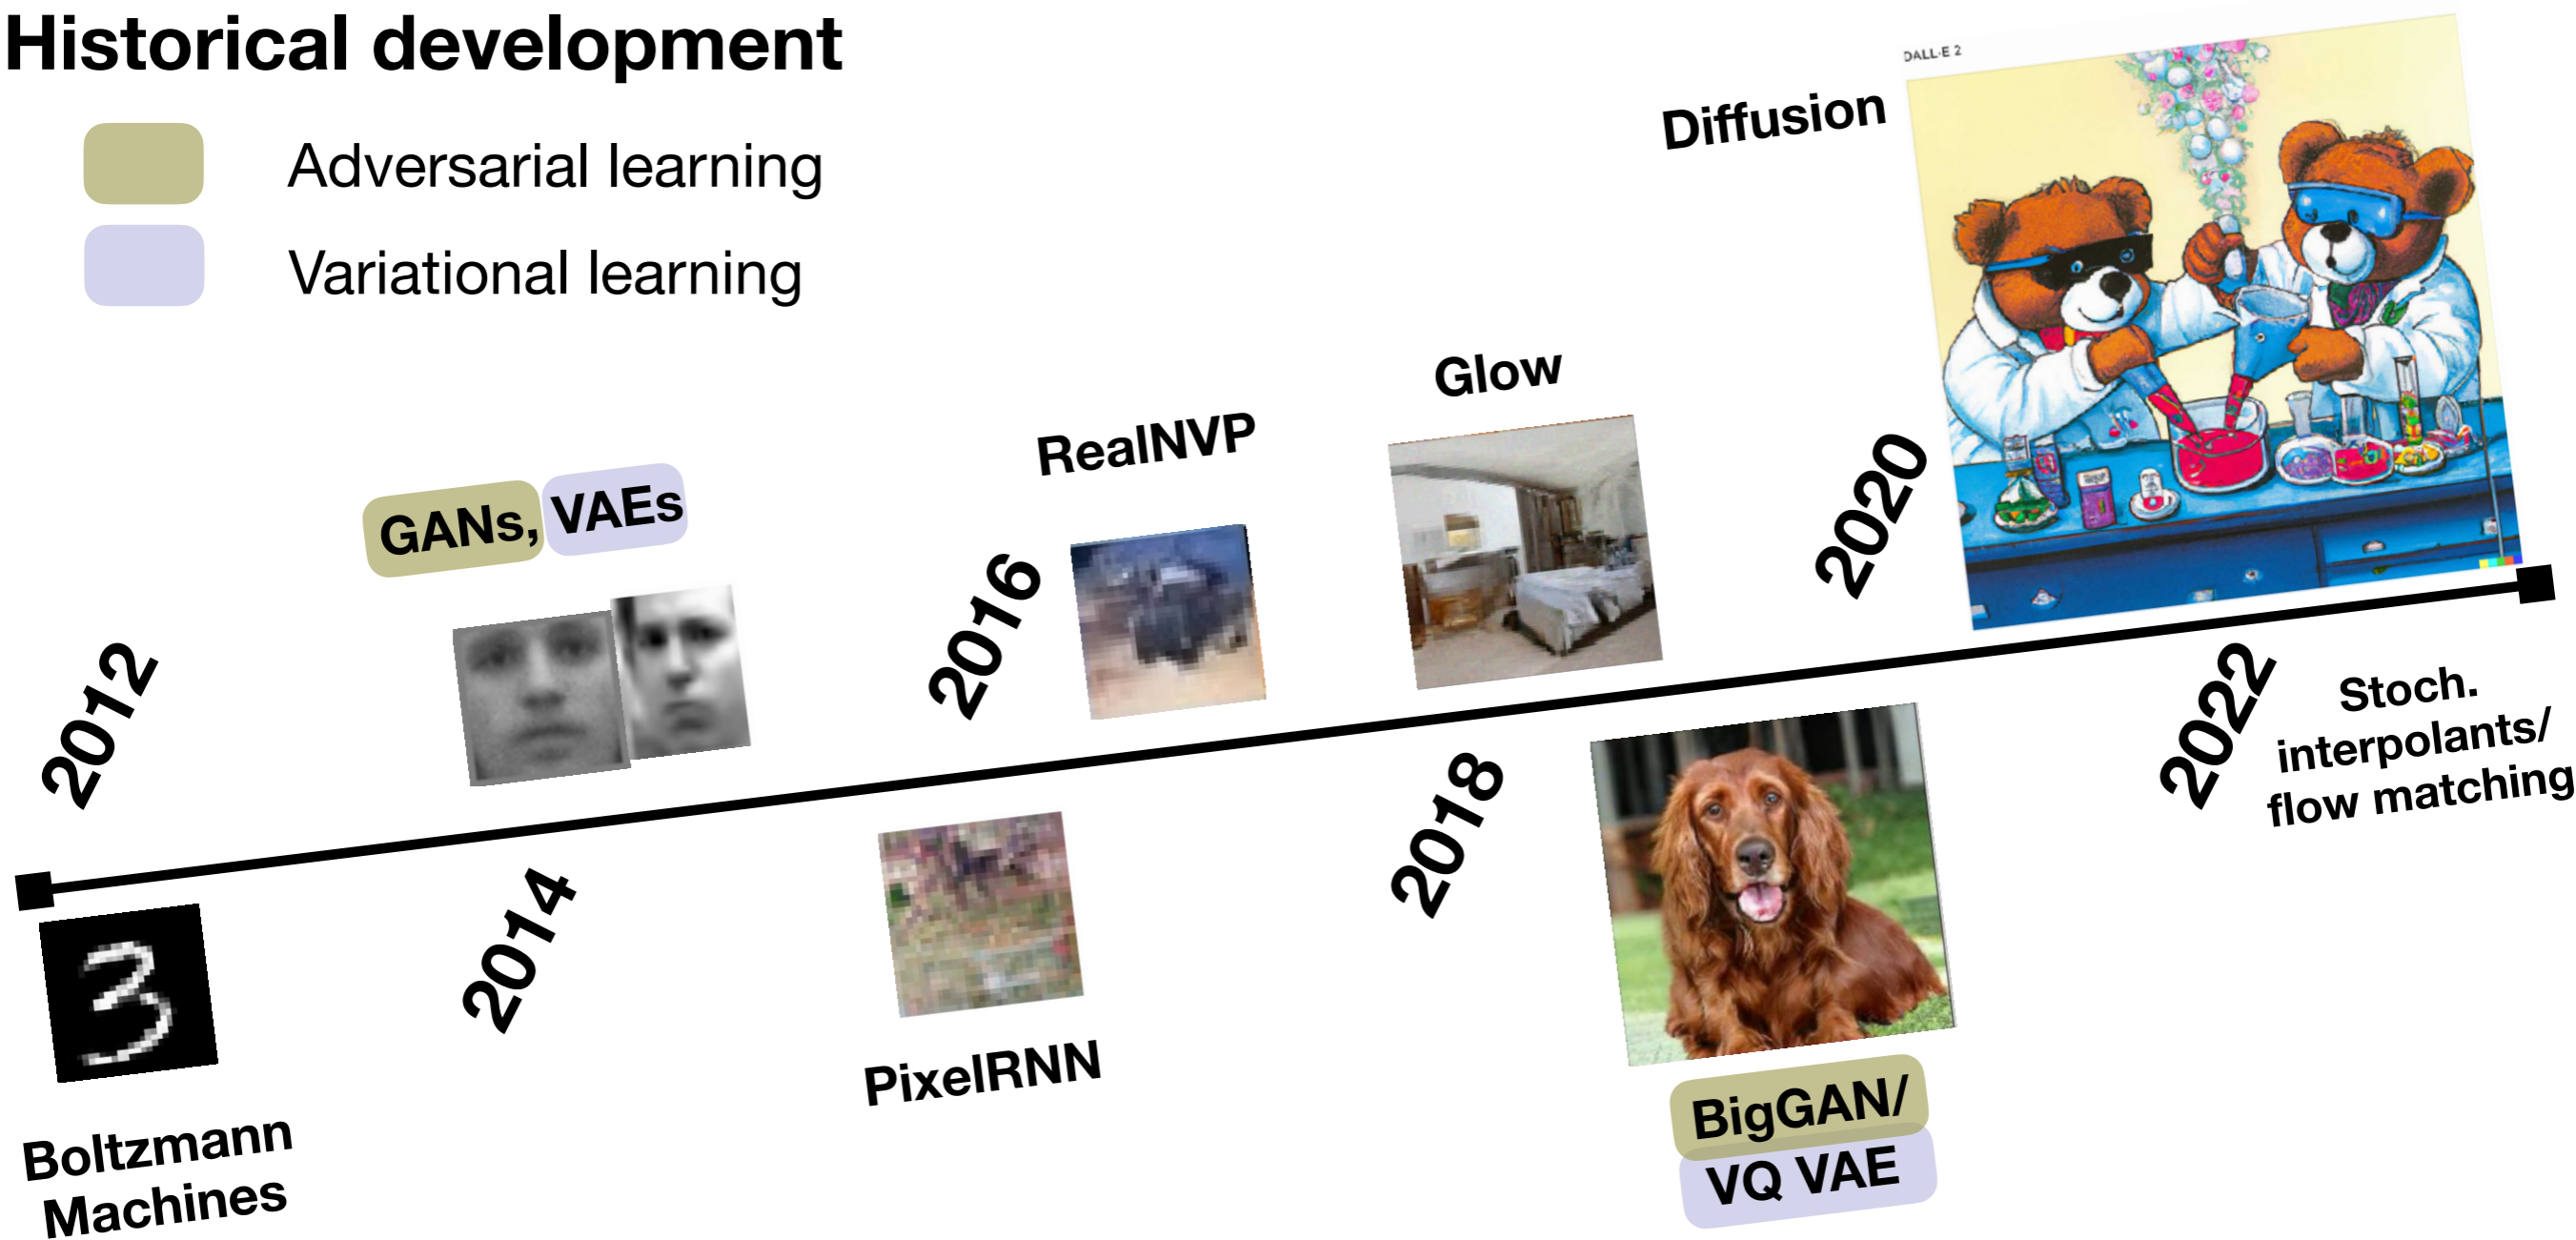 Historical development
Adversarial learning
Variational learning
DALL·E 2
Diffusion
Glow
RealNVP
GANs, VAEs
2012
2014
2016
2018
2020
2022
Stoch.
interpolants/
flow matching
PixelRNN
Boltzmann
Machines
BigGAN/
VQ VAE